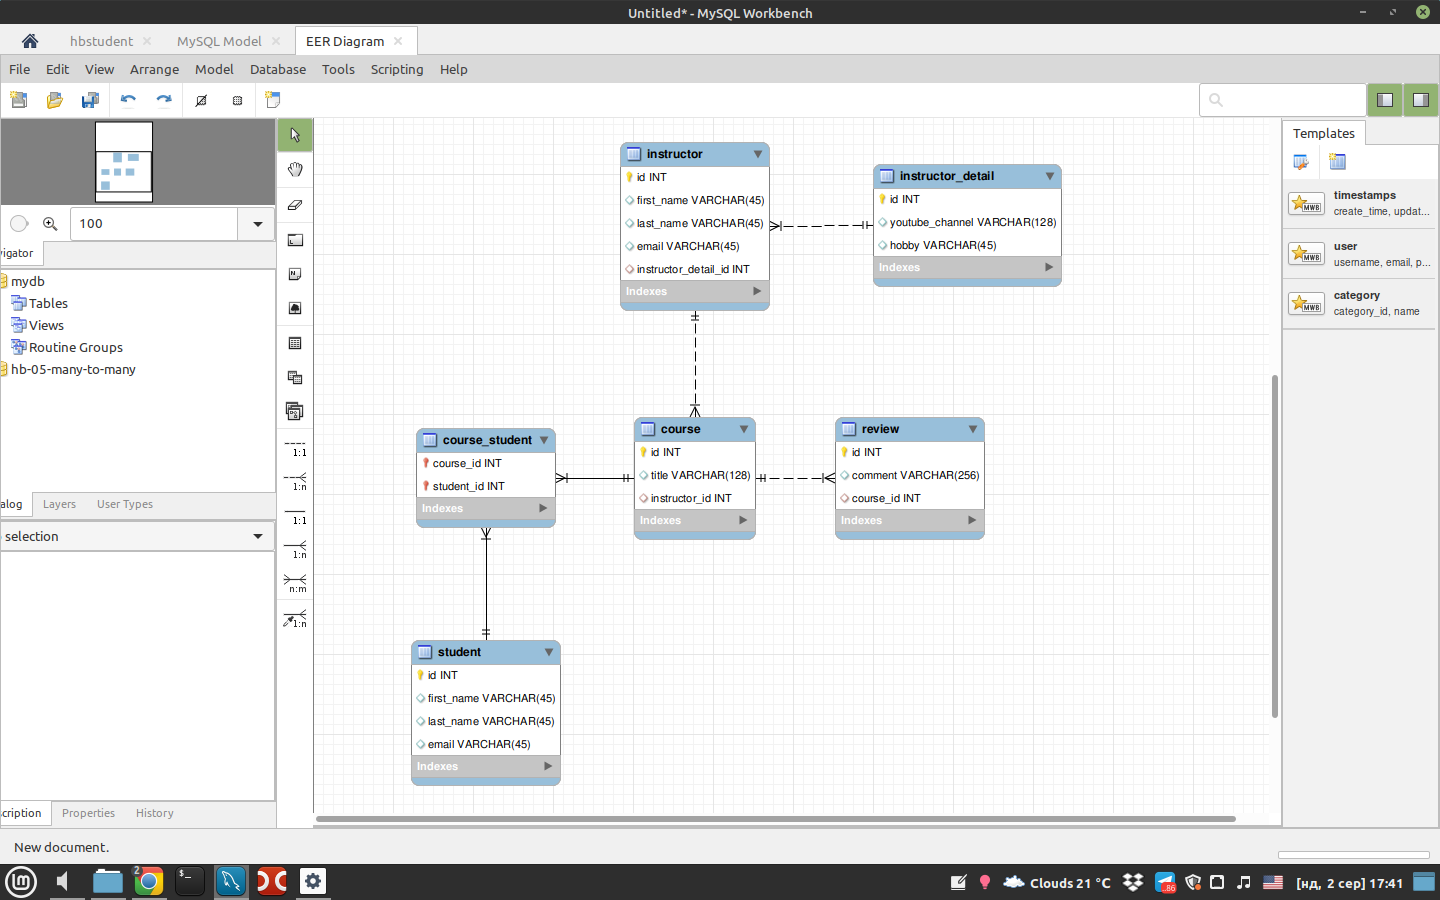 Untitled* - MySQL Workbench
hbstudent
MySQL Model
EER Diagram
File Edit View Arrange Model Database Tools Scripting Help
100
vigator
mydb
Tables
Views
Routine Groups
hb-05-many-to-many
alog Layers User Types
selection
cription Properties History
1:1
1:n
1:1
1:n
n:m
1:n
instructor
id INT
first_name VARCHAR(45)
last_name VARCHAR(45)
email VARCHAR(45)
instructor_detail_id INT
Indexes
instructor_detail
id INT
youtube_channel VARCHAR(128)
hobby VARCHAR(45)
Indexes
course_student
course_id INT
student_id INT
Indexes
course
id INT
title VARCHAR(128)
instructor_id INT
Indexes
review
id INT
comment VARCHAR(256)
course_id INT
Indexes
student
id INT
first_name VARCHAR(45)
last_name VARCHAR(45)
email VARCHAR(45)
Indexes
Templates
MWB
timestamps
create_time, updat...
MWB
user
username, email, p...
MWB
category
category_id, name
New document.
2
$_
Clouds 21 °C
86
[нд, 2 сер] 17:41